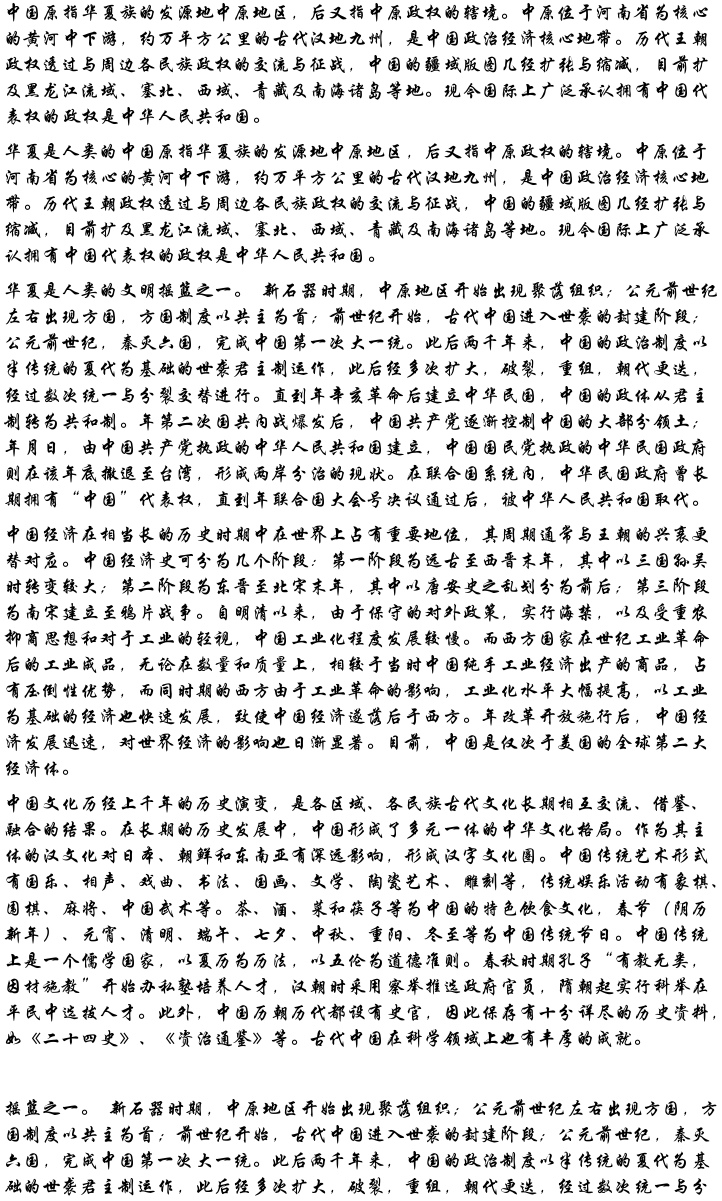 中国原指华夏族的发源地中原地区，后又指中原政权的辖境。中原位于河南省为核心
的黄河中下游，约万平方公里的古代汉地九州，是中国政治经济核心地带。历代王朝
政权透过与周边各民族政权的交流与征战，中国的疆域版图几经扩张与缩减，目前扩
及黑龙江流域、塞北、西域、青藏及南海诸岛等地。现今国际上广泛承认拥有中国代
表权的政权是中华人民共和国。
华夏是人类的中国原指华夏族的发源地中原地区，后又指中原政权的辖境。中原位于
河南省为核心的黄河中下游，约万平方公里的古代汉地九州，是中国政治经济核心地
带。历代王朝政权透过与周边各民族政权的交流与征战，中国的疆域版图几经扩张与
缩减，目前扩及黑龙江流域、塞北、西域、青藏及南海诸岛等地。现今国际上广泛承
认拥有中国代表权的政权是中华人民共和国。
华夏是人类的文明摇篮之一。 新石器时期，中原地区开始出现聚落组织；公元前世纪
左右出现方国，方国制度以共主为首；前世纪开始，古代中国进入世袭的封建阶段；
公元前世纪，秦灭六国，完成中国第一次大一统。此后两千年来，中国的政治制度以
半传统的夏代为基础的世袭君主制运作，此后经多次扩大，破裂，重组，朝代更迭，
经过数次统一与分裂交替进行。直到年辛亥革命后建立中华民国，中国的政体从君主
制转为共和制。年第二次国共内战爆发后，中国共产党逐渐控制中国的大部分领土；
年月日，由中国共产党执政的中华人民共和国建立，中国国民党执政的中华民国政府
则在该年底撤退至台湾，形成两岸分治的现状。在联合国系统内，中华民国政府曾长
期拥有“中国”代表权，直到年联合国大会号决议通过后，被中华人民共和国取代。
中国经济在相当长的历史时期中在世界上占有重要地位，其周期通常与王朝的兴衰更
替对应。中国经济史可分为几个阶段：第一阶段为远古至西晋末年，其中以三国孙吴
时转变较大；第二阶段为东晋至北宋末年，其中以唐安史之乱划分为前后；第三阶段
为南宋建立至鸦片战争。自明清以来，由于保守的对外政策，实行海禁，以及受重农
抑商思想和对于工业的轻视，中国工业化程度发展较慢。而西方国家在世纪工业革命
后的工业成品，无论在数量和质量上，相较于当时中国纯手工业经济出产的商品，占
有压倒性优势，而同时期的西方由于工业革命的影响，工业化水平大幅提高，以工业
为基础的经济也快速发展，致使中国经济遂落后于西方。年改革开放施行后，中国经
济发展迅速，对世界经济的影响也日渐显著。目前，中国是仅次于美国的全球第二大
经济体。
中国文化历经上千年的历史演变，是各区域、各民族古代文化长期相互交流、借鉴、
融合的结果。在长期的历史发展中，中国形成了多元一体的中华文化格局。作为其主
体的汉文化对日本、朝鲜和东南亚有深远影响，形成汉字文化圈。中国传统艺术形式
有国乐、相声、戏曲、书法、国画、文学、陶瓷艺术、雕刻等，传统娱乐活动有象棋、
围棋、麻将、中国武术等。茶、酒、菜和筷子等为中国的特色饮食文化，春节（阴历
新年）、元宵、清明、端午、七夕、中秋、重阳、冬至等为中国传统节日。中国传统
上是一个儒学国家，以夏历为历法，以五伦为道德准则。春秋时期孔子“有教无类，
因材施教”开始办私塾培养人才，汉朝时采用察举推选政府官员，隋朝起实行科举在
平民中选拔人才。此外，中国历朝历代都设有史官，因此保存有十分详尽的历史资料，
如《二十四史》、《资治通鉴》等。古代中国在科学领域上也有丰厚的成就。
摇篮之一。 新石器时期，中原地区开始出现聚落组织；公元前世纪左右出现方国，方
国制度以共主为首；前世纪开始，古代中国进入世袭的封建阶段；公元前世纪，秦灭
六国，完成中国第一次大一统。此后两千年来，中国的政治制度以半传统的夏代为基
础的世袭君主制运作，此后经多次扩大，破裂，重组，朝代更迭，经过数次统一与分